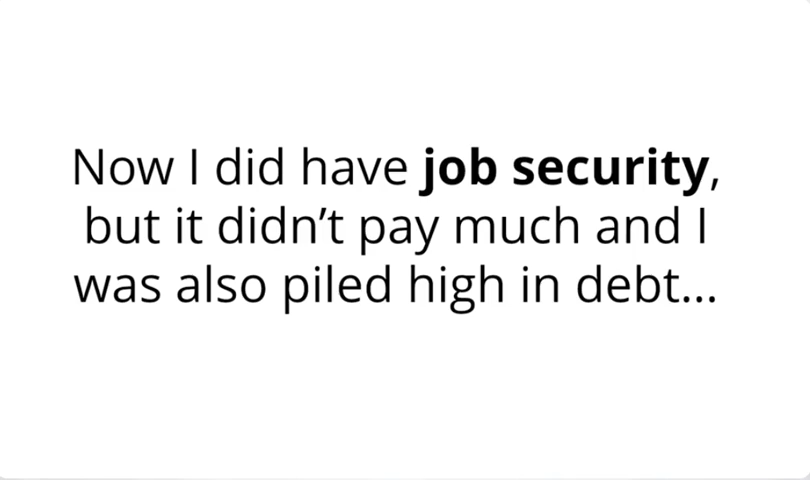 Now I did have job security,
but it didn’t pay much and I
was also piled high in debt...